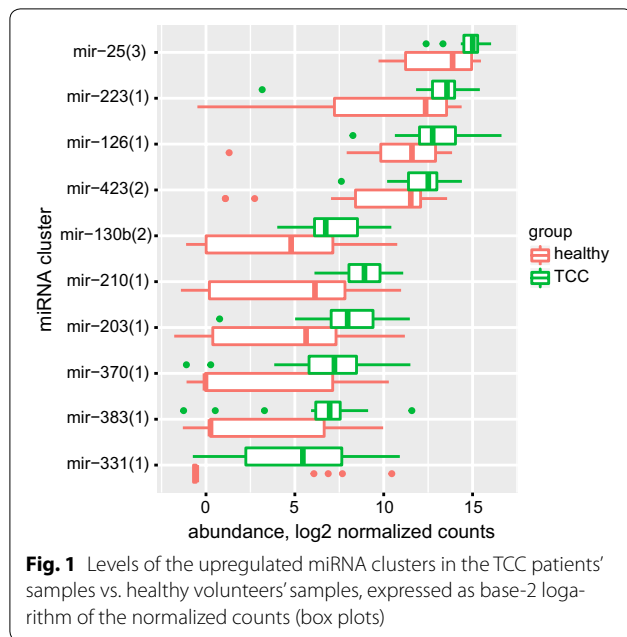 mir-25(3)
mir-223(1)
mir-126(1)
mir-423(2)
mir-130b(2)
mir-210(1)
mir-203(1)
mir-370(1)
mir-383(1)
mir-331(1)
miRNA cluster
0 5 10 15
abundance, log2 normalized counts
group
healthy
TCC
Fig. 1 Levels of the upregulated miRNA clusters in the TCC patients’
samples vs. healthy volunteers’ samples, expressed as base-2 loga-
rithm of the normalized counts (box plots)